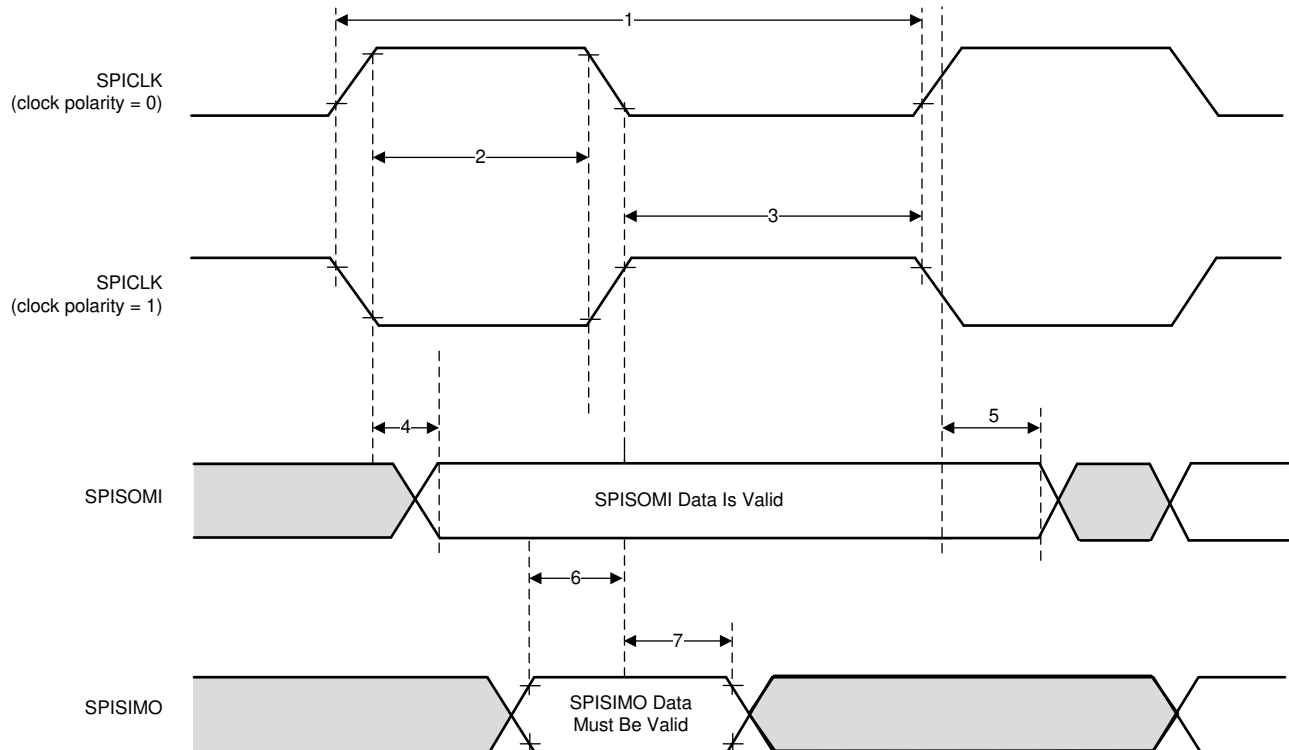 1
SPICLK
(clock polarity = 0)
2
3
SPICLK
(clock polarity = 1)
4
5
SPISOMI
SPISOMI Data Is Valid
6
7
SPISIMO
SPISIMO Data
Must Be Valid